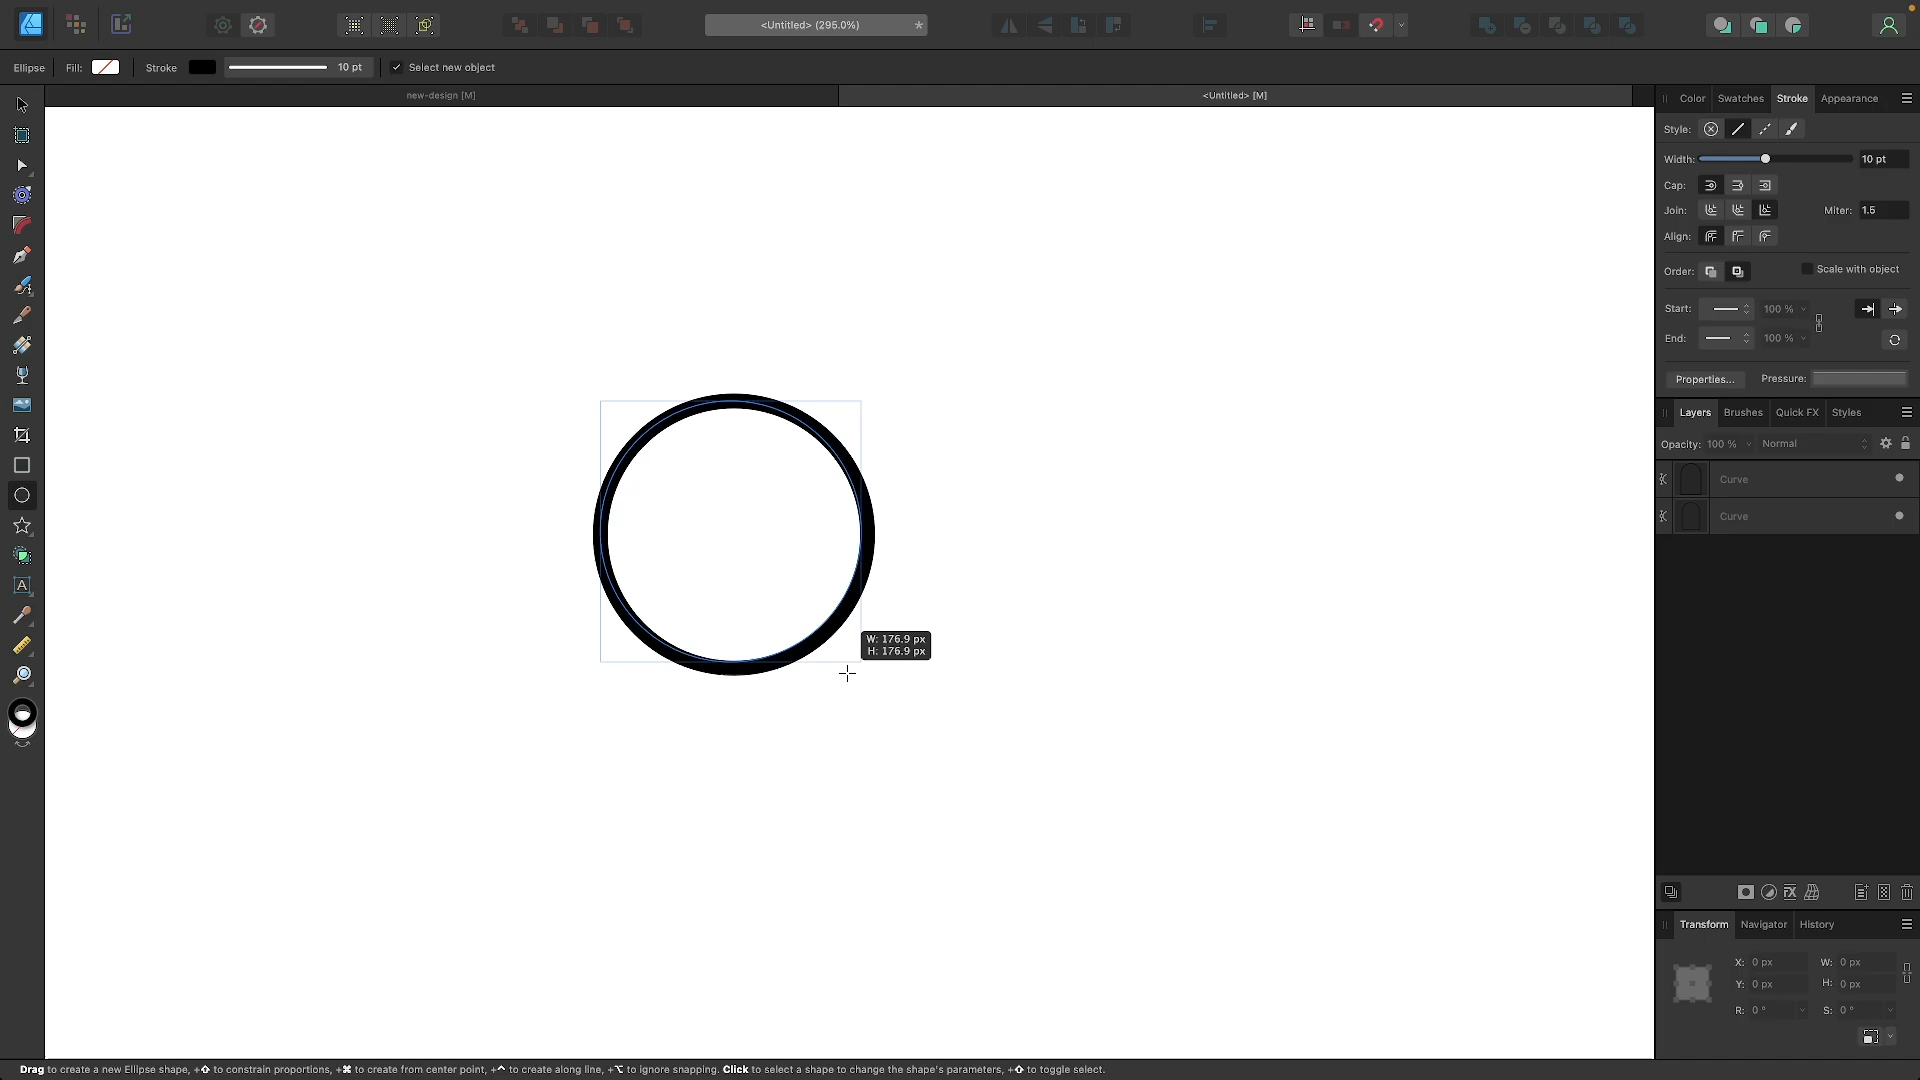 <Untitled> (295.0%)
*
Ellipse Fill: Stroke 10 pt Select new object
new-design [M]
<Untitled> [M]
Color Swatches Stroke Appearance
Style:
Width: 10 pt
Cap:
Join: Miter: 1.5
Align:
Order: Scale with object
Start: 100 %
End: 100 %
Properties... Pressure:
Layers Brushes Quick FX Styles
Opacity: 100 % Normal
Curve
Curve
W: 176.9 px
H: 176.9 px
A
FX
Transform Navigator History
X: 0 px W: 0 px
Y: 0 px H: 0 px
R: 0 ° S: 0 °
Drag to create a new Ellipse shape, +⇧ to constrain proportions, +⌘ to create from center point, +⌃ to create along line, +⌥ to ignore snapping. Click to select a shape to change the shape's parameters, +⇧ to toggle select.